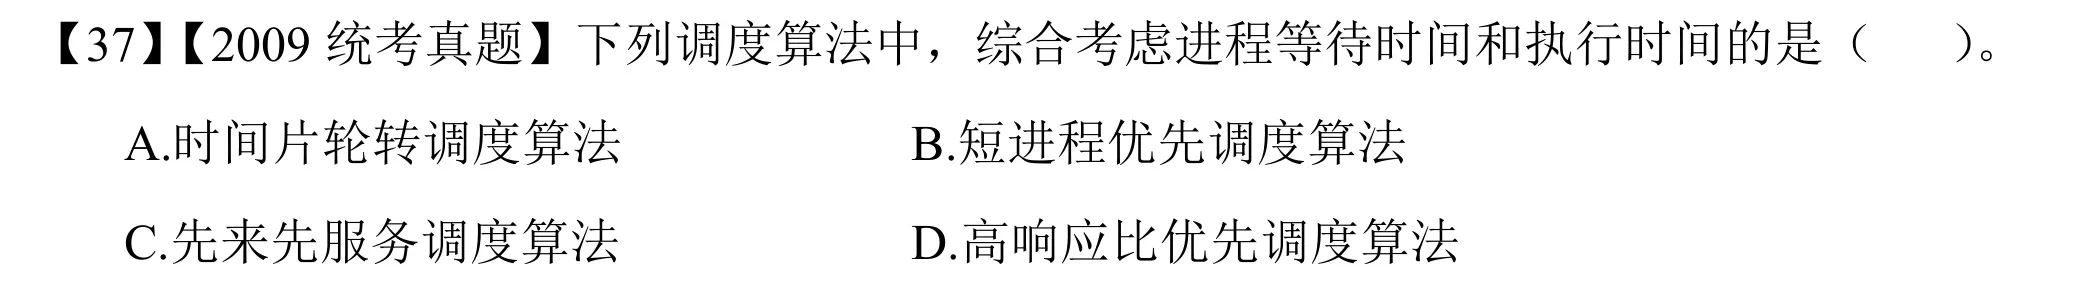 【37】【2009 统考真题】下列调度算法中，综合考虑进程等待时间和执行时间的是（　　）。
A.时间片轮转调度算法　　B.短进程优先调度算法
C.先来先服务调度算法　　D.高响应比优先调度算法